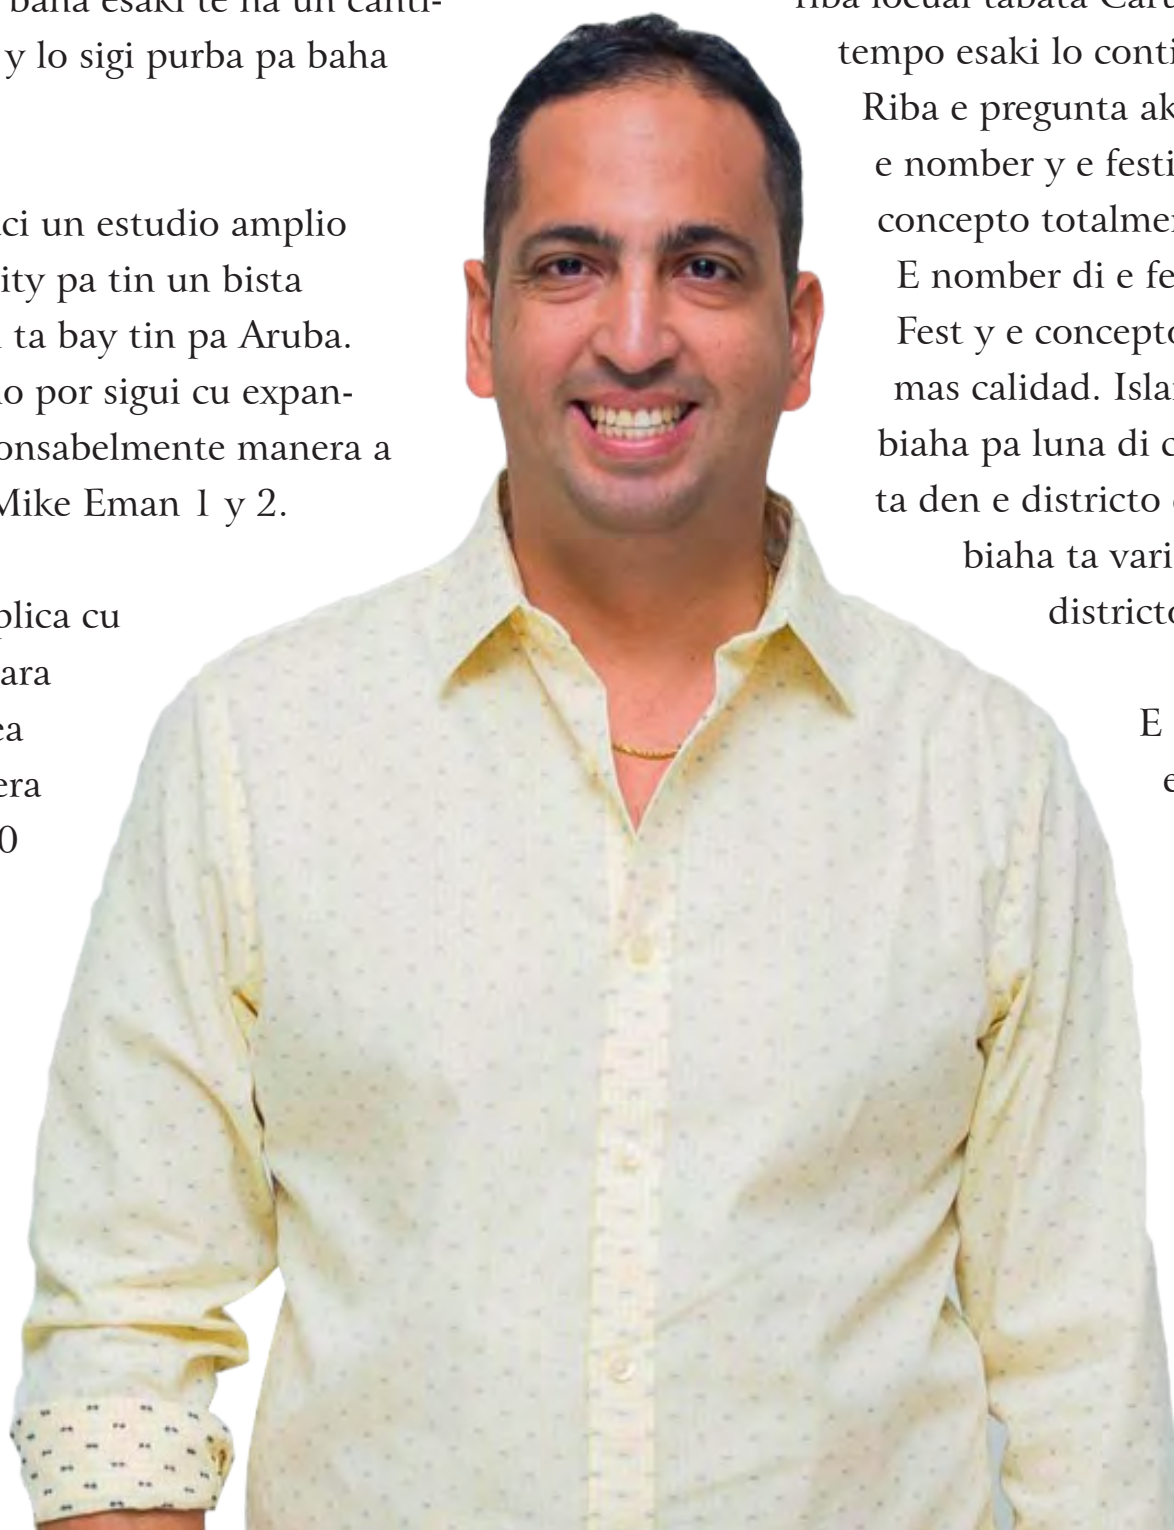 baha esaki te na un canti-
y lo sigi purba pa baha
ci un estudio amplio
ity pa tin un bista
ta bay tin pa Aruba.
o por sigui cu expan-
onsabelmente manera a
Mike Eman 1 y 2.
plica cu
ara
ea
era
0
riba locual tabata Caru
tempo esaki lo conti
Riba e pregunta ak
e nomber y e festi
concepto totalmer
E nomber di e fe
Fest y e concepto
mas calidad. Islar
biaha pa luna di c
ta den e districto
biaha ta vari
districto
E
e